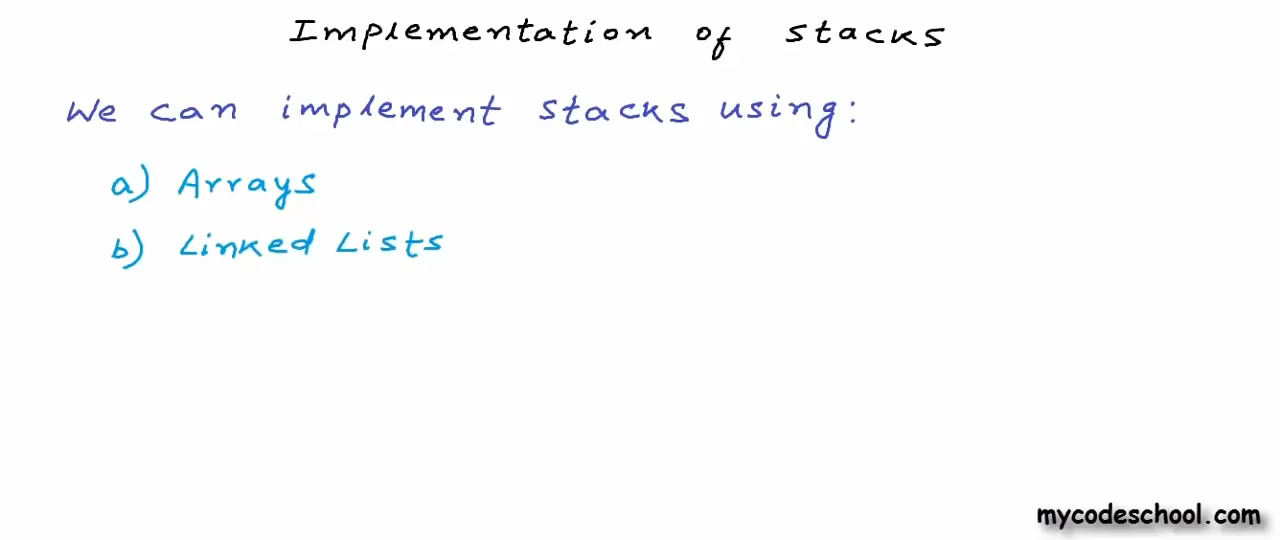 Implementation of stacks
We can implement stacks using:
a) Arrays
b) Linked Lists
mycodeschool.com